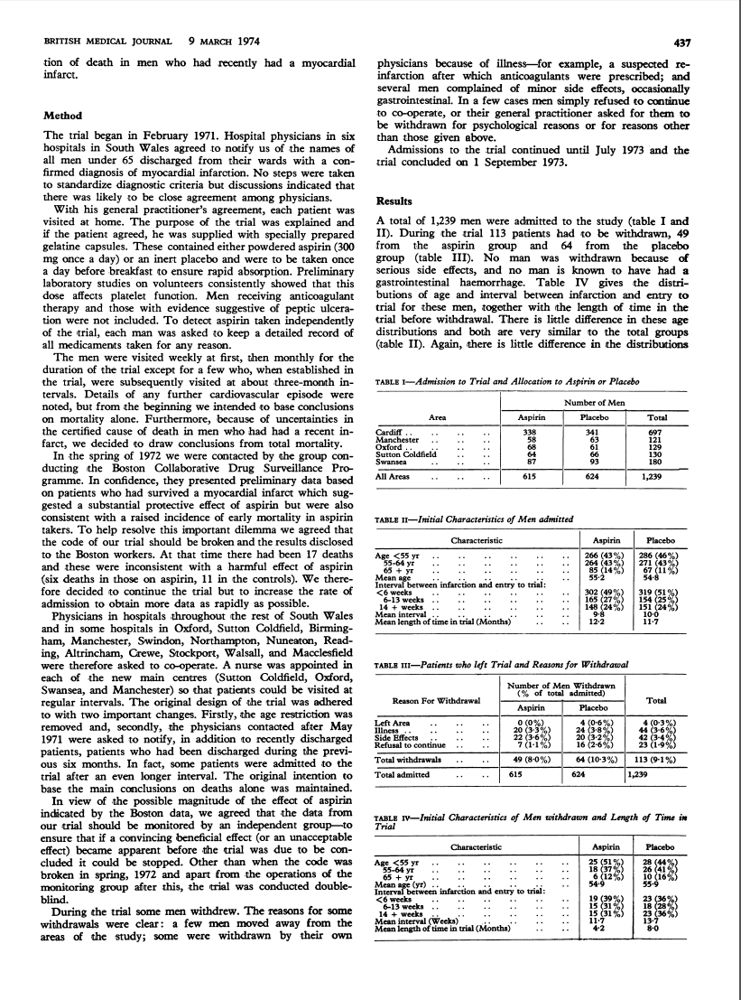 BRITISH MEDICAL JOURNAL 9 MARCH 1974
437
tion of death in men who had recently had a myocardial
infarct.
Method
The trial began in February 1971. Hospital physicians in six
hospitals in South Wales agreed to notify us of the names of
all men under 65 discharged from their wards with a con-
firmed diagnosis of myocardial infarction. No steps were taken
to standardize diagnostic criteria but discussions indicated that
there was likely to be close agreement among physicians.
With his general practitioner's agreement, each patient was
visited at home. The purpose of the trial was explained and
if the patient agreed, he was supplied with specially prepared
gelatine capsules. These contained either powdered aspirin (300
mg once a day) or an inert placebo and were to be taken once
a day before breakfast to ensure rapid absorption. Preliminary
laboratory studies on volunteers consistently showed that this
dose affects platelet function. Men receiving anticoagulant
therapy and those with evidence suggestive of peptic ulcera-
tion were not included. To detect aspirin taken independently
of the trial, each man was asked to keep a detailed record of
all medicaments taken for any reason.
The men were visited weekly at first, then monthly for the
duration of the trial except for a few who, when established in
the trial, were subsequently visited at about three-month in-
tervals. Details of any further cardiovascular episode were
noted, but from the beginning we intended to base conclusions
on mortality alone. Furthermore, because of uncertainties in
the certified cause of death in men who had had a recent in-
farct, we decided to draw conclusions from total mortality.
In the spring of 1972 we were contacted by the group con-
ducting the Boston Collaborative Drug Surveillance Pro-
gramme. In confidence, they presented preliminary data based
on patients who had survived a myocardial infarct which sug-
gested a substantial protective effect of aspirin but were also
consistent with a raised incidence of early mortality in aspirin
takers. To help resolve this important dilemma we agreed that
the code of our trial should be broken and the results disclosed
to the Boston workers. At that time there had been 17 deaths
and these were inconsistent with a harmful effect of aspirin
(six deaths in those on aspirin, 11 in the controls). We there-
fore decided to continue the trial but to increase the rate of
admission to obtain more data as rapidly as possible.
Physicians in hospitals throughout the rest of South Wales
and in some hospitals in Oxford, Sutton Coldfield, Birming-
ham, Manchester, Swindon, Northampton, Nuneaton, Read-
ing, Altrincham, Crewe, Stockport, Walsall, and Macclesfield
were therefore asked to co-operate. A nurse was appointed in
each of the new main centres (Sutton Coldfield, Oxford,
Swansea, and Manchester) so that patients could be visited at
regular intervals. The original design of the trial was adhered
to with two important changes. Firstly, the age restriction was
removed and, secondly, the physicians contacted after May
1971 were asked to notify, in addition to recently discharged
patients, patients who had been discharged during the previ-
ous six months. In fact, some patients were admitted to the
trial after an even longer interval. The original intention to
base the main conclusions on deaths alone was maintained.
In view of the possible magnitude of the effect of aspirin
indicated by the Boston data, we agreed that the data from
our trial should be monitored by an independent group—to
ensure that if a convincing beneficial effect (or an unacceptable
effect) became apparent before the trial was due to be con-
cluded it could be stopped. Other than when the code was
broken in spring, 1972 and apart from the operations of the
monitoring group after this, the trial was conducted double-
blind.
During the trial some men withdrew. The reasons for some
withdrawals were clear: a few men moved away from the
areas of the study; some were withdrawn by their own
physicians because of illness—for example, a suspected re-
infarction after which anticoagulants were prescribed; and
several men complained of minor side effects, occasionally
gastrointestinal. In a few cases men simply refused to continue
to co-operate, or their general practitioner asked for them to
be withdrawn for psychological reasons or for reasons other
than those given above.
Admissions to the trial continued until July 1973 and the
trial concluded on 1 September 1973.
Results
A total of 1,239 men were admitted to the study (table I and
II). During the trial 113 patients had to be withdrawn, 49
from the aspirin group and 64 from the placebo
group (table III). No man was withdrawn because of
serious side effects, and no man is known to have had a
gastrointestinal haemorrhage. Table IV gives the distri-
butions of age and interval between infarction and entry to
trial for these men, together with the length of time in the
trial before withdrawal. There is little difference in these age
distributions and both are very similar to the total groups
(table II). Again, there is little difference in the distributions
TABLE I—Admission to Trial and Allocation to Aspirin or Placebo
Number of Men
Area Aspirin Placebo Total
Cardiff .. .. .. .. 338 341 697
Manchester .. .. .. 58 63 121
Oxford .. .. .. .. 68 61 129
Sutton Coldfield .. .. 64 66 130
Swansea .. .. .. 87 93 180
All Areas .. .. .. 615 624 1,239
TABLE II—Initial Characteristics of Men admitted
Characteristic Aspirin Placebo
Age <55 yr .. .. .. .. .. .. 266 (43%) 286 (46%)
55-64 yr .. .. .. .. .. .. 264 (43%) 271 (43%)
65 + yr .. .. .. .. .. .. 85 (14%) 67 (11%)
Mean age .. .. .. .. .. .. 55·2 54·8
Interval between infarction and entry to trial:
<6 weeks .. .. .. .. .. .. 302 (49%) 319 (51%)
6-13 weeks .. .. .. .. .. .. 165 (27%) 154 (25%)
14 + weeks .. .. .. .. .. .. 148 (24%) 151 (24%)
Mean interval .. .. .. .. .. .. 9·8 10·0
Mean length of time in trial (Months) .. .. 12·2 11·7
TABLE III—Patients who left Trial and Reasons for Withdrawal
Number of Men Withdrawn
(% of total admitted)
Reason For Withdrawal Total
Aspirin Placebo
Left Area .. .. .. 0 (0%) 4 (0·6%) 4 (0·3%)
Illness .. .. .. .. 20 (3·3%) 24 (3·8%) 44 (3·6%)
Side Effects .. .. .. 22 (3·6%) 20 (3·2%) 42 (3·4%)
Refusal to continue .. .. 7 (1·1%) 16 (2·6%) 23 (1·9%)
Total withdrawals .. .. 49 (8·0%) 64 (10·3%) 113 (9·1%)
Total admitted .. .. 615 624 1,239
TABLE IV—Initial Characteristics of Men withdrawn and Length of Time in
Trial
Characteristic Aspirin Placebo
Age <55 yr .. .. .. .. .. .. 25 (51%) 28 (44%)
55-64 yr .. .. .. .. .. .. 18 (37%) 26 (41%)
65 + yr .. .. .. .. .. .. 6 (12%) 10 (16%)
Mean age (yr) .. .. .. .. .. .. 54·9 55·9
Interval between infarction and entry to trial:
<6 weeks .. .. .. .. .. .. 19 (39%) 23 (36%)
6-13 weeks .. .. .. .. .. .. 15 (31%) 18 (28%)
14 + weeks .. .. .. .. .. .. 15 (31%) 23 (36%)
Mean interval (Weeks) .. .. .. .. 11·7 13·7
Mean length of time in trial (Months) .. .. 4·2 8·0